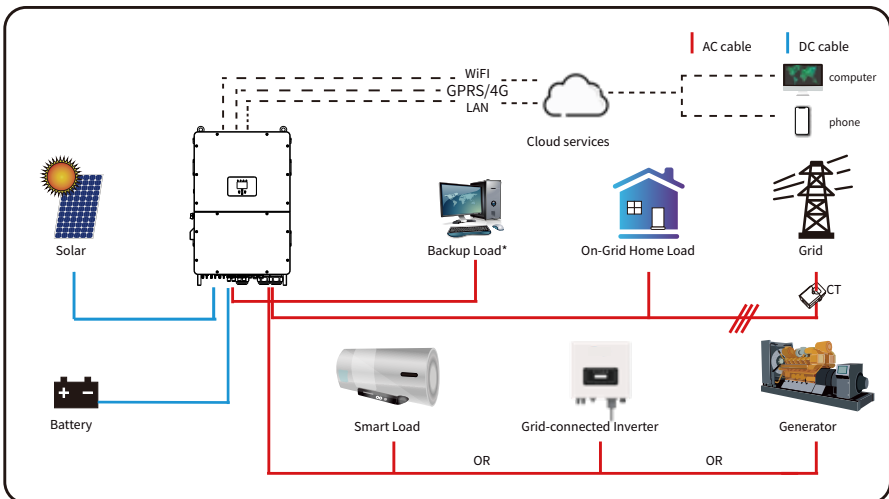 AC cable
DC cable
WiFI
GPRS/4G
LAN
computer
phone
Cloud services
Solar
Backup Load*
On-Grid Home Load
Grid
CT
Battery
Smart Load
Grid-connected Inverter
Generator
OR
OR